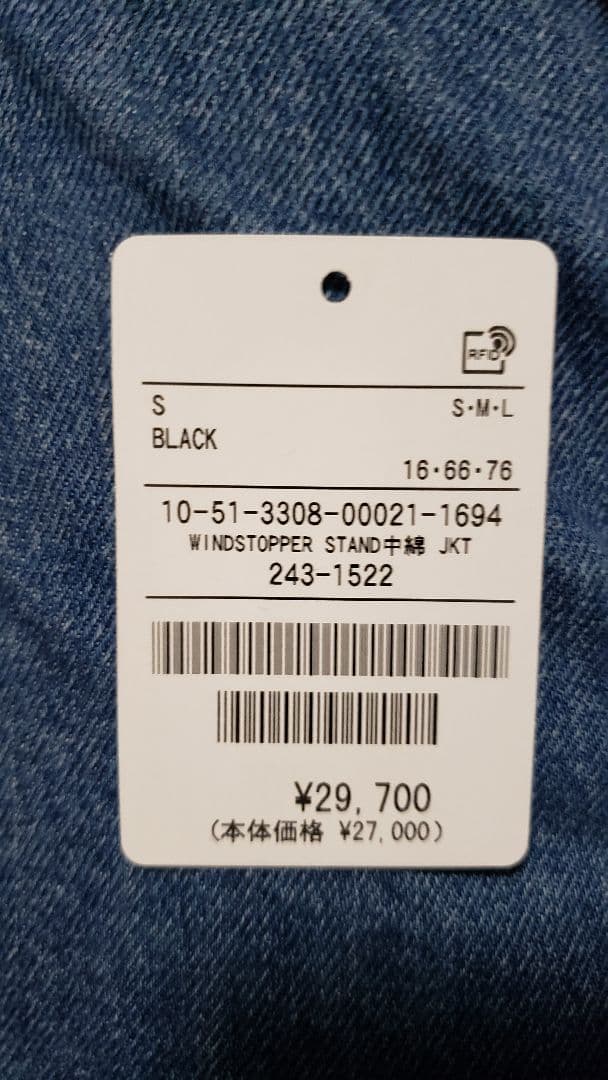 RFID
S S・M・L
BLACK
16・66・76
10-51-3308-00021-1694
WINDSTOPPER STAND中綿 JKT
243-1522
¥29,700
(本体価格 ¥27,000)